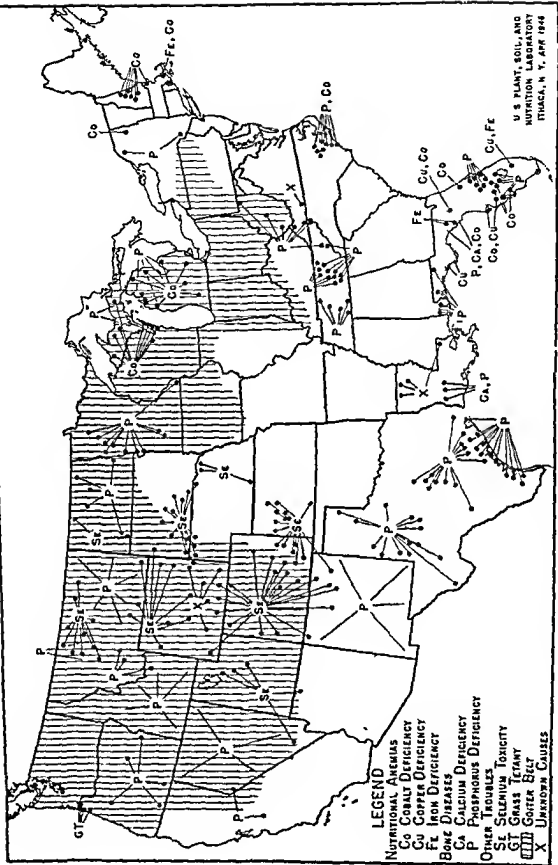 P
Se
P
Se
P
P
P
Co
P
Co
P
Co
Co
Fe, Co
GT
P
P
P
Se
X
Se
Se
P
P
Se
Se
Se
P
X
P
P
P, Co
P
P
P
P
X
Ca, P
Ca, P
Cu
P, Ca, Co
Fe
Cu, Co
Co
P
Cu, Fe
Co, Cu
Co
P
LEGEND
NUTRITIONAL ANEMIAS
Co COBALT DEFICIENCY
Cu COPPER DEFICIENCY
Fe IRON DEFICIENCY
BONE DISEASES
Ca CALCIUM DEFICIENCY
P PHOSPHORUS DEFICIENCY
OTHER TROUBLES
Se SELENIUM TOXICITY
GT GRASS TETANY
GOITER BELT
X UNKNOWN CAUSES
U S PLANT, SOIL, AND
NUTRITION LABORATORY
ITHACA, N Y. APR 1948